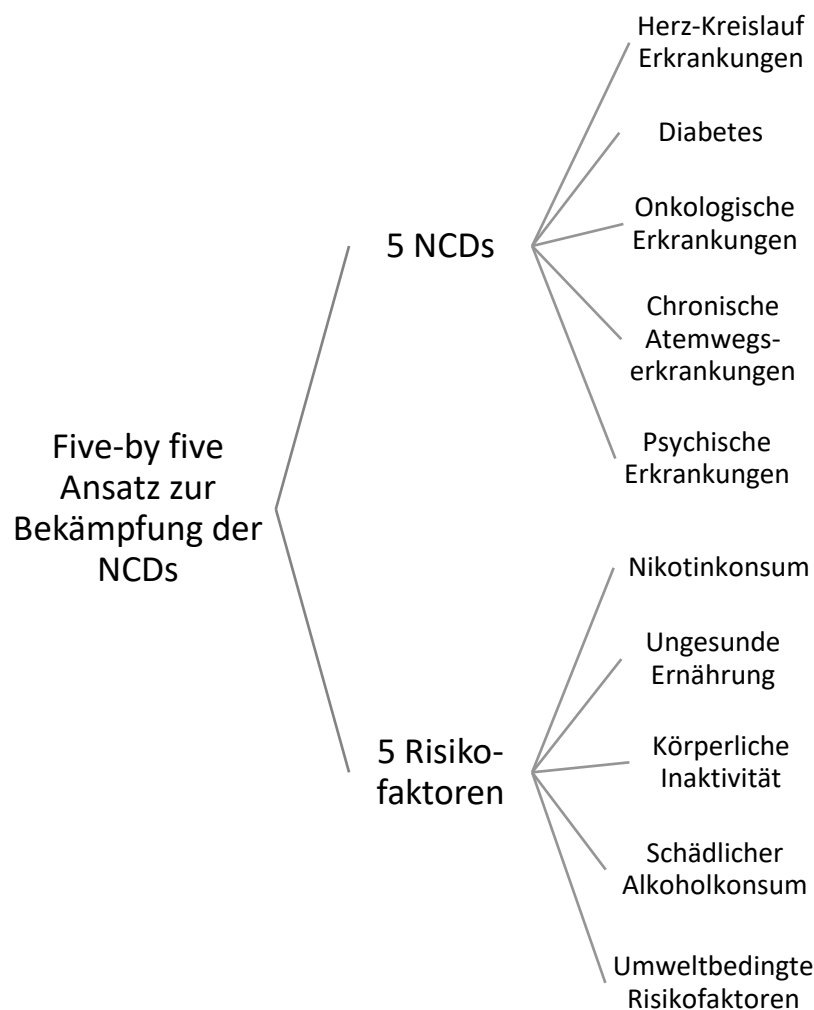 Herz-Kreislauf
Erkrankungen
Diabetes
Onkologische
Erkrankungen
5 NCDs
Chronische
Atemwegs-
erkrankungen
Psychische
Erkrankungen
Five-by five
Ansatz zur
Bekämpfung der
NCDs
Nikotinkonsum
Ungesunde
Ernährung
5 Risiko-
faktoren
Körperliche
Inaktivität
Schädlicher
Alkoholkonsum
Umweltbedingte
Risikofaktoren